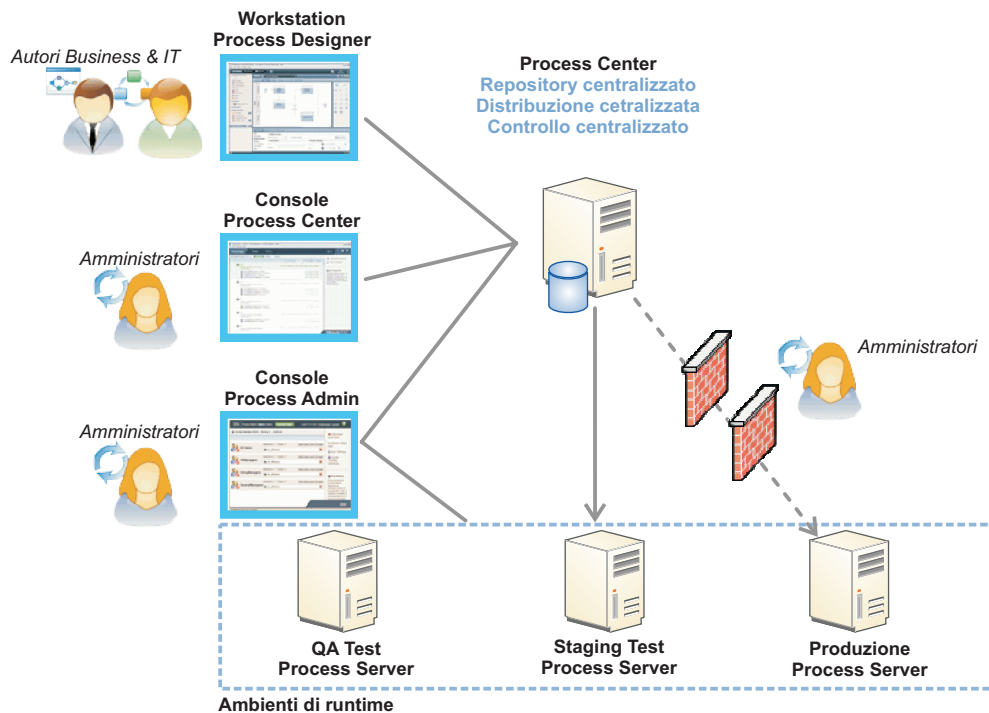 Workstation
Process Designer
Autori Business & IT
Process Center
Repository centralizzato
Distribuzione cetralizzata
Controllo centralizzato
Console
Process Center
Amministratori
Amministratori
Console
Process Admin
Amministratori
QA Test
Process Server
Staging Test
Process Server
Produzione
Process Server
Ambienti di runtime